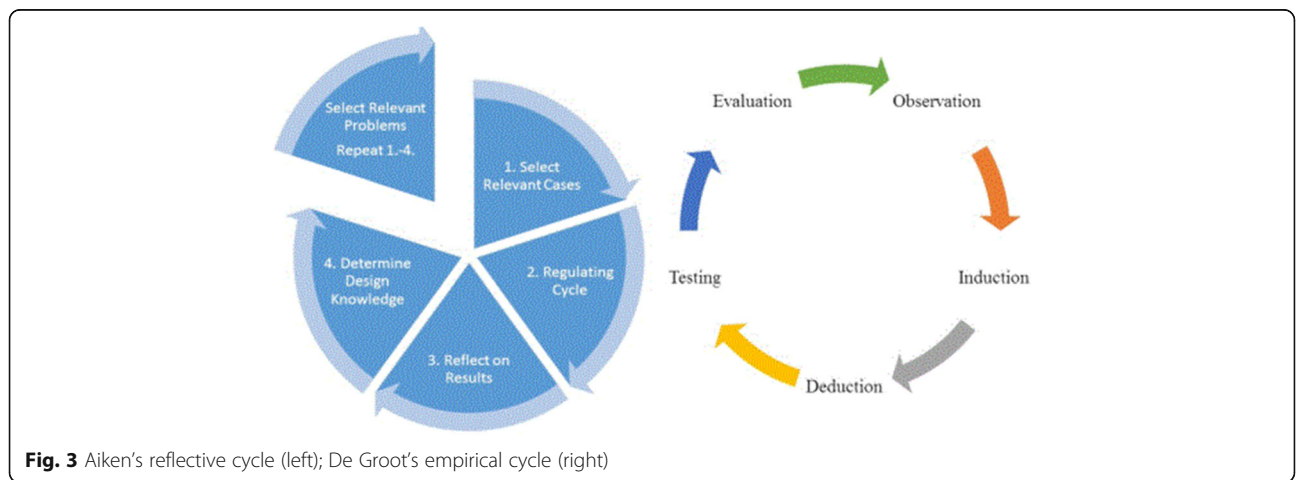 Select Relevant
Problems
Repeat 1.-4.
1. Select
Relevant Cases
2. Regulating
Cycle
3. Reflect on
Results
4. Determine
Design
Knowledge
Evaluation
Observation
Induction
Deduction
Testing
Fig. 3 Aiken’s reflective cycle (left); De Groot’s empirical cycle (right)